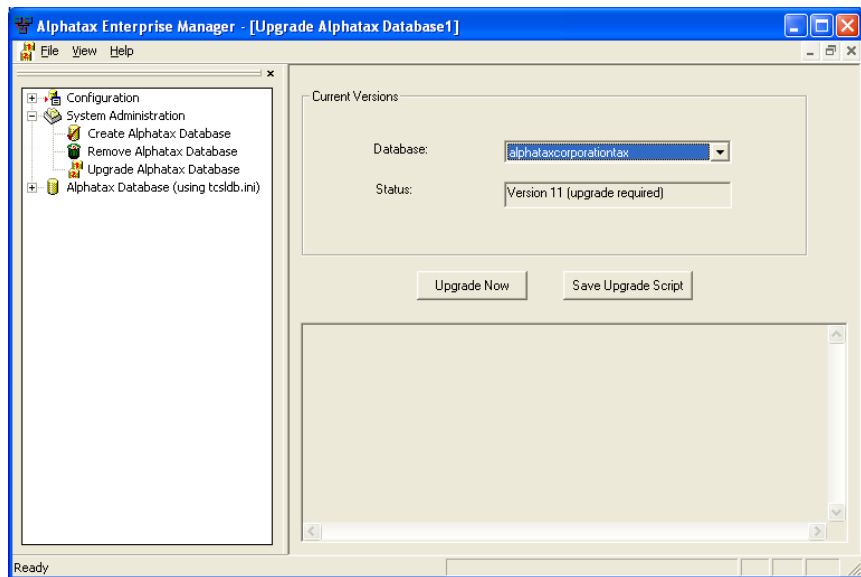 Alphatax Enterprise Manager - [Upgrade Alphatax Database1]
File View Help
Configuration
System Administration
Create Alphatax Database
Remove Alphatax Database
Upgrade Alphatax Database
Alphatax Database (using tcsldb.ini)
Current Versions
Database:
alphataxcorporationtax
Status:
Version 11 (upgrade required)
Upgrade Now
Save Upgrade Script
Ready